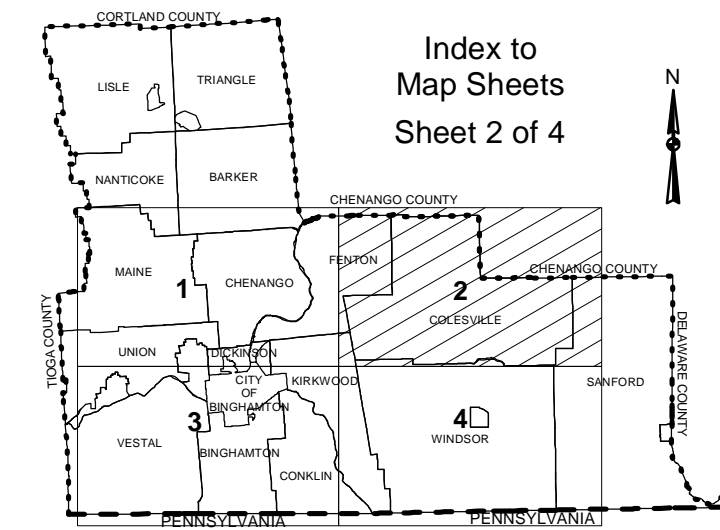 CORTLAND COUNTY
Index to
Map Sheets
Sheet 2 of 4
N
LISLE
TRIANGLE
NANTICOKE
BARKER
CHENANGO COUNTY
FENTON
MAINE
1
CHENANGO
2
CHENANGO COUNTY
COLESVILLE
TIOGA COUNTY
DELAWARE COUNTY
UNION
DICKINSON
CITY
OF
BINGHAMTON
KIRKWOOD
SANFORD
3
4
VESTAL
WINDSOR
BINGHAMTON
CONKLIN
PENNSYLVANIA
PENNSYLVANIA